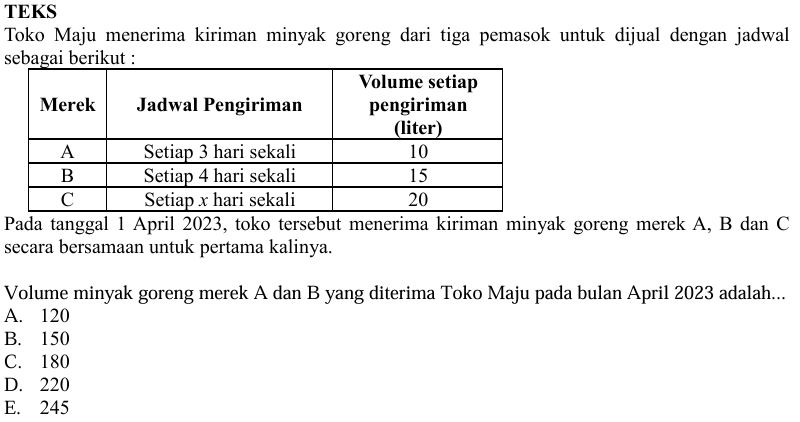 TEKS
Toko Maju menerima kiriman minyak goreng dari tiga pemasok untuk dijual dengan jadwal
sebagai berikut :
Merek Jadwal Pengiriman Volume setiap pengiriman (liter)
A Setiap 3 hari sekali 10
B Setiap 4 hari sekali 15
C Setiap x hari sekali 20
Pada tanggal 1 April 2023, toko tersebut menerima kiriman minyak goreng merek A, B dan C
secara bersamaan untuk pertama kalinya.
Volume minyak goreng merek A dan B yang diterima Toko Maju pada bulan April 2023 adalah...
A. 120
B. 150
C. 180
D. 220
E. 245